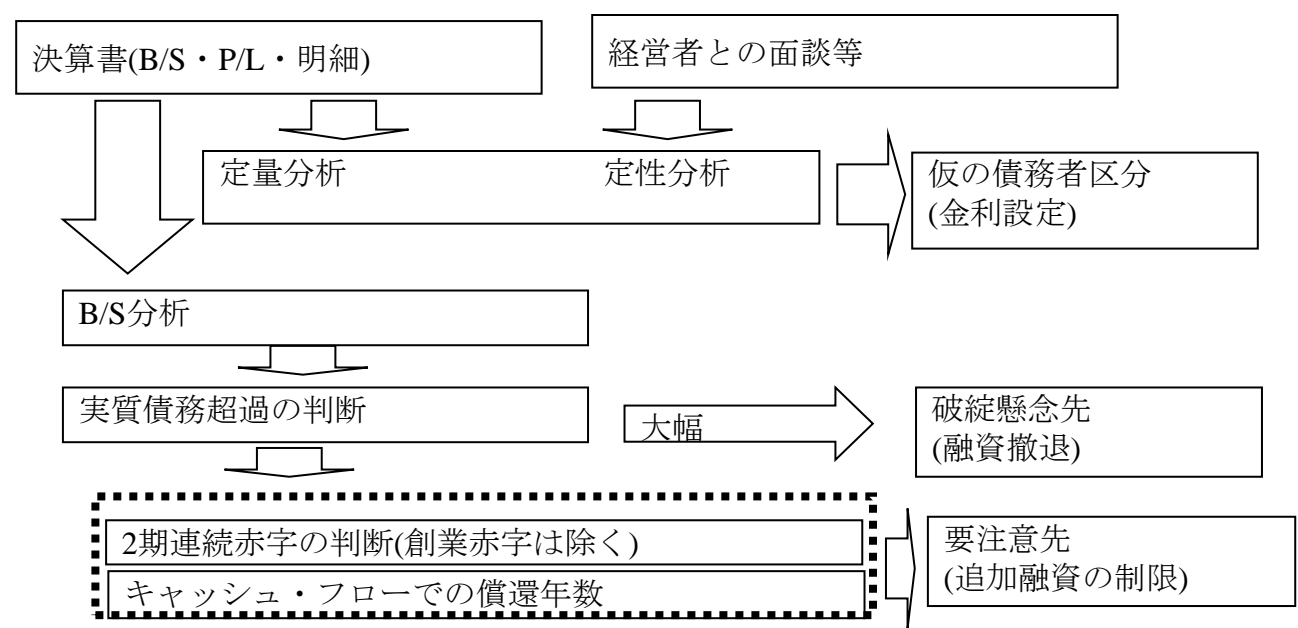 決算書(B/S・P/L・明細)
経営者との面談等
定量分析
定性分析
仮の債務者区分
(金利設定)
B/S分析
実質債務超過の判断
大幅
破綻懸念先
(融資撤退)
2期連続赤字の判断(創業赤字は除く)
キャッシュ・フローでの償還年数
要注意先
(追加融資の制限)